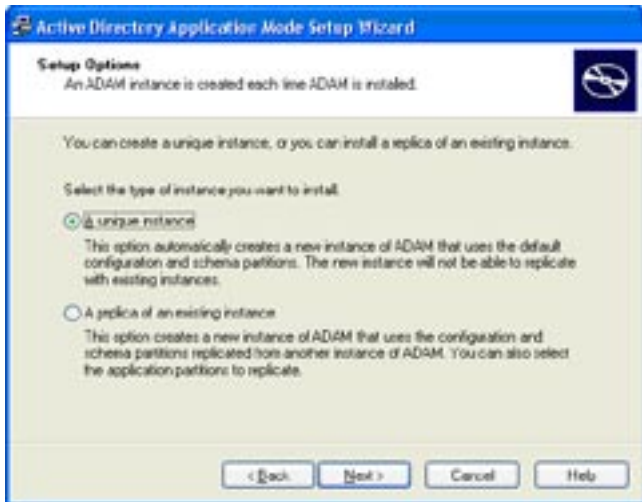 Active Directory Application Mode Setup Wizard
Setup Options
An ADAM instance is created each time ADAM is installed.
You can create a unique instance, or you can install a replica of an existing instance.
Select the type of instance you want to install.
A unique instance
This option automatically creates a new instance of ADAM that uses the default
configuration and schema partitions. The new instance will not be able to replicate
with existing instances.
A replica of an existing instance
This option creates a new instance of ADAM that uses the configuration and
schema partitions replicated from another instance of ADAM. You can also select
the application partitions to replicate.
< Back Next > Cancel Help